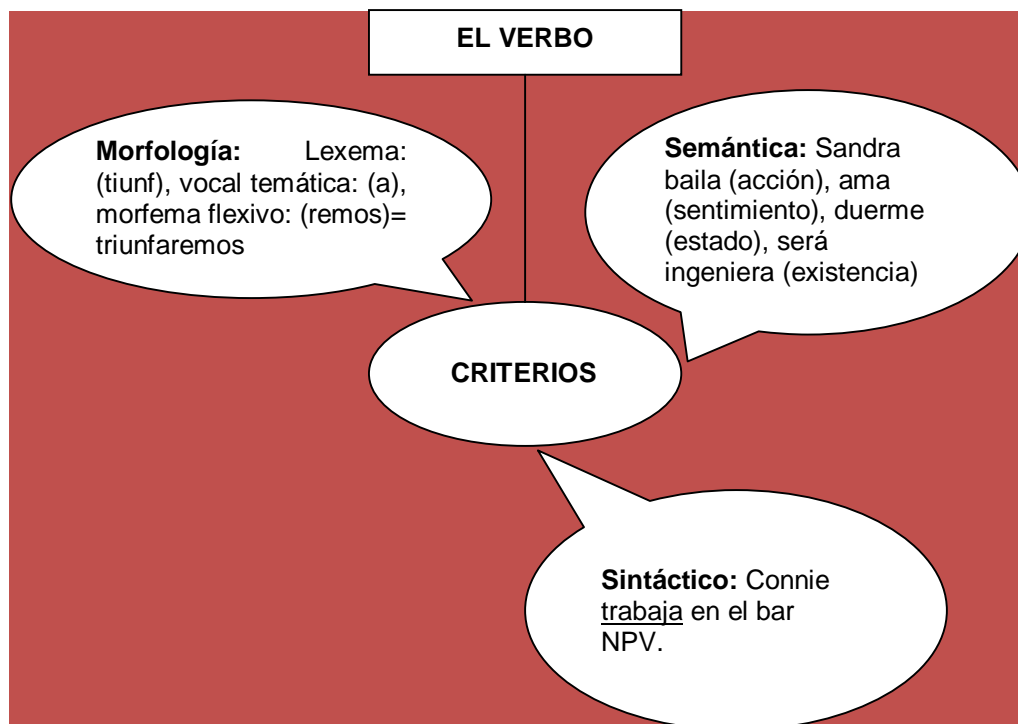 EL VERBO
Morfología: Lexema:
(tiunf), vocal temática: (a),
morfema flexivo: (remos)=
triunfaremos
Semántica: Sandra
baila (acción), ama
(sentimiento), duerme
(estado), será
ingeniera (existencia)
CRITERIOS
Sintáctico: Connie
trabaja en el bar
NPV.